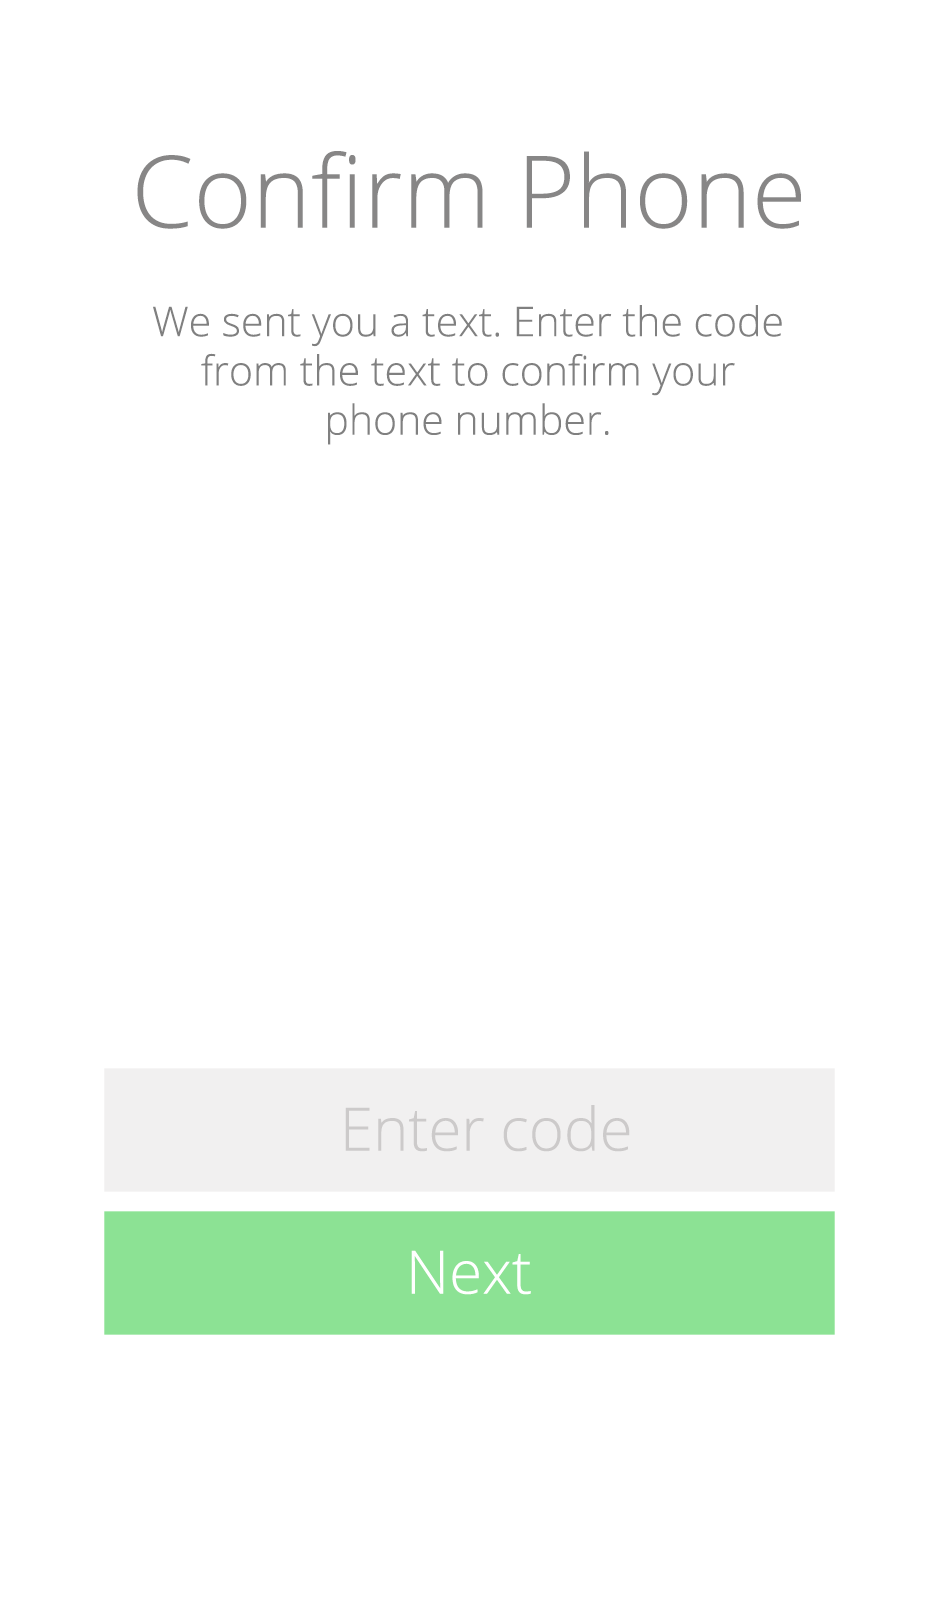 Confirm Phone
We sent you a text. Enter the code
from the text to confirm your
phone number.
Enter code
Next